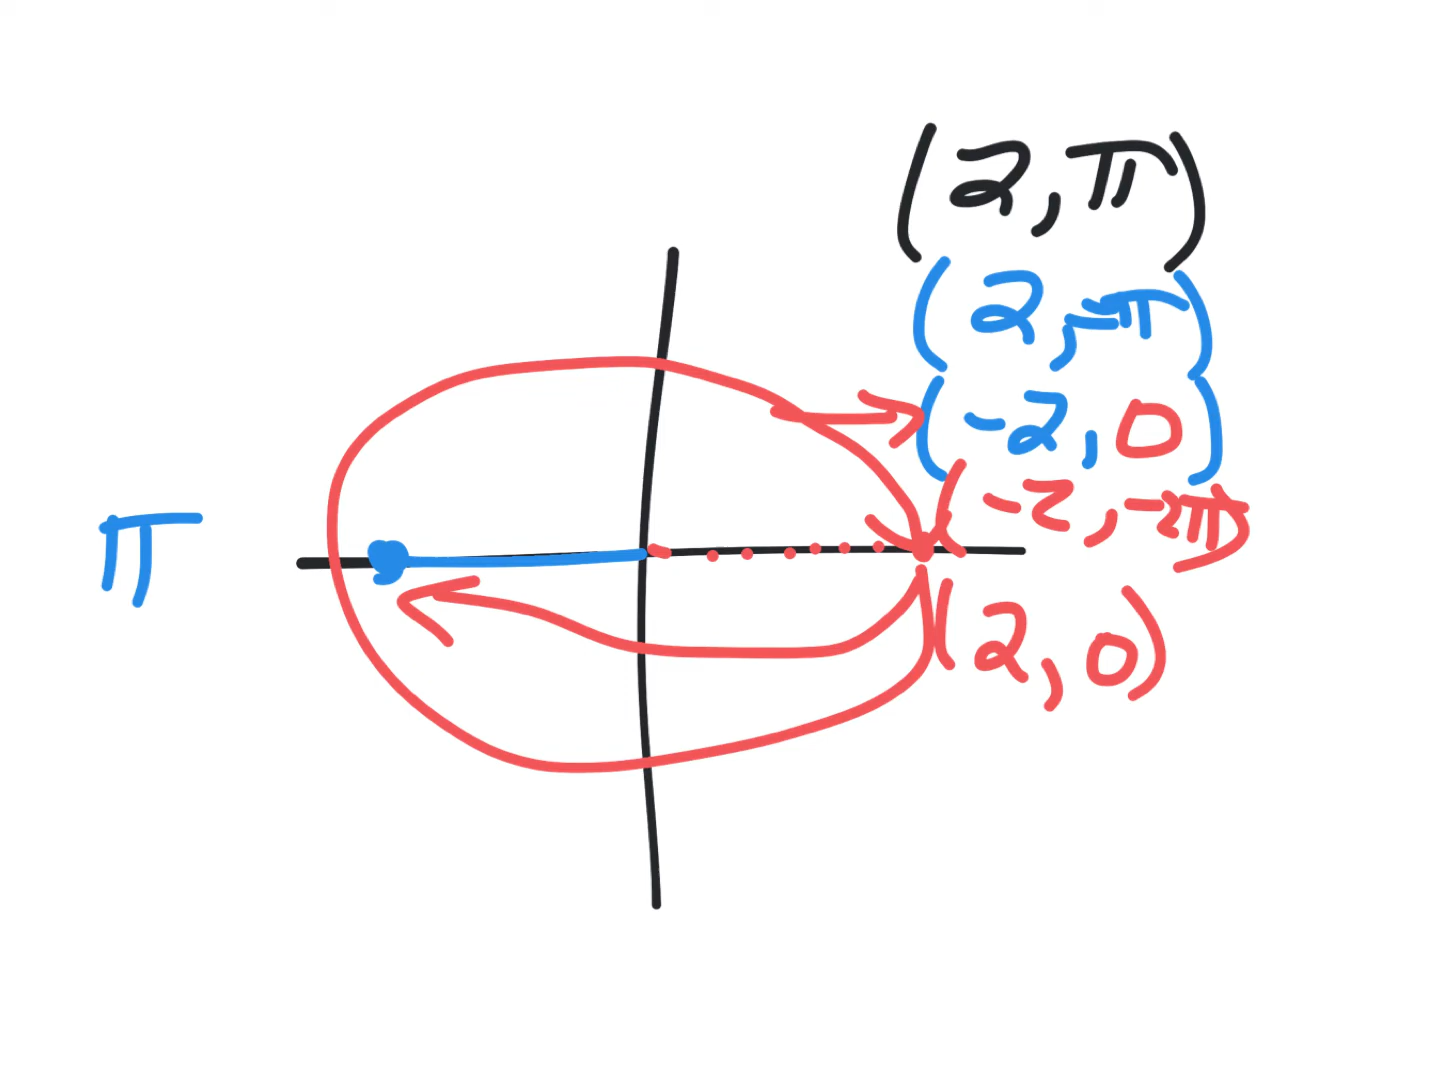 (2, π)
(2, -π)
(-2, 0)
(-2, -2π)
π
(2, 0)